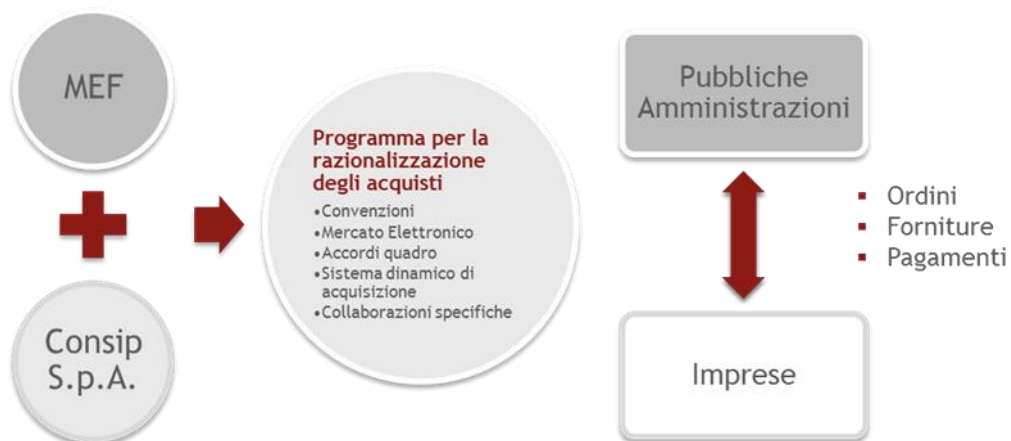 MEF
Consip
S.p.A.
Programma per la
razionalizzazione
degli acquisti
•Convenzioni
•Mercato Elettronico
•Accordi quadro
•Sistema dinamico di
acquisizione
•Collaborazioni specifiche
Pubbliche
Amministrazioni
▪ Ordini
▪ Forniture
▪ Pagamenti
Imprese